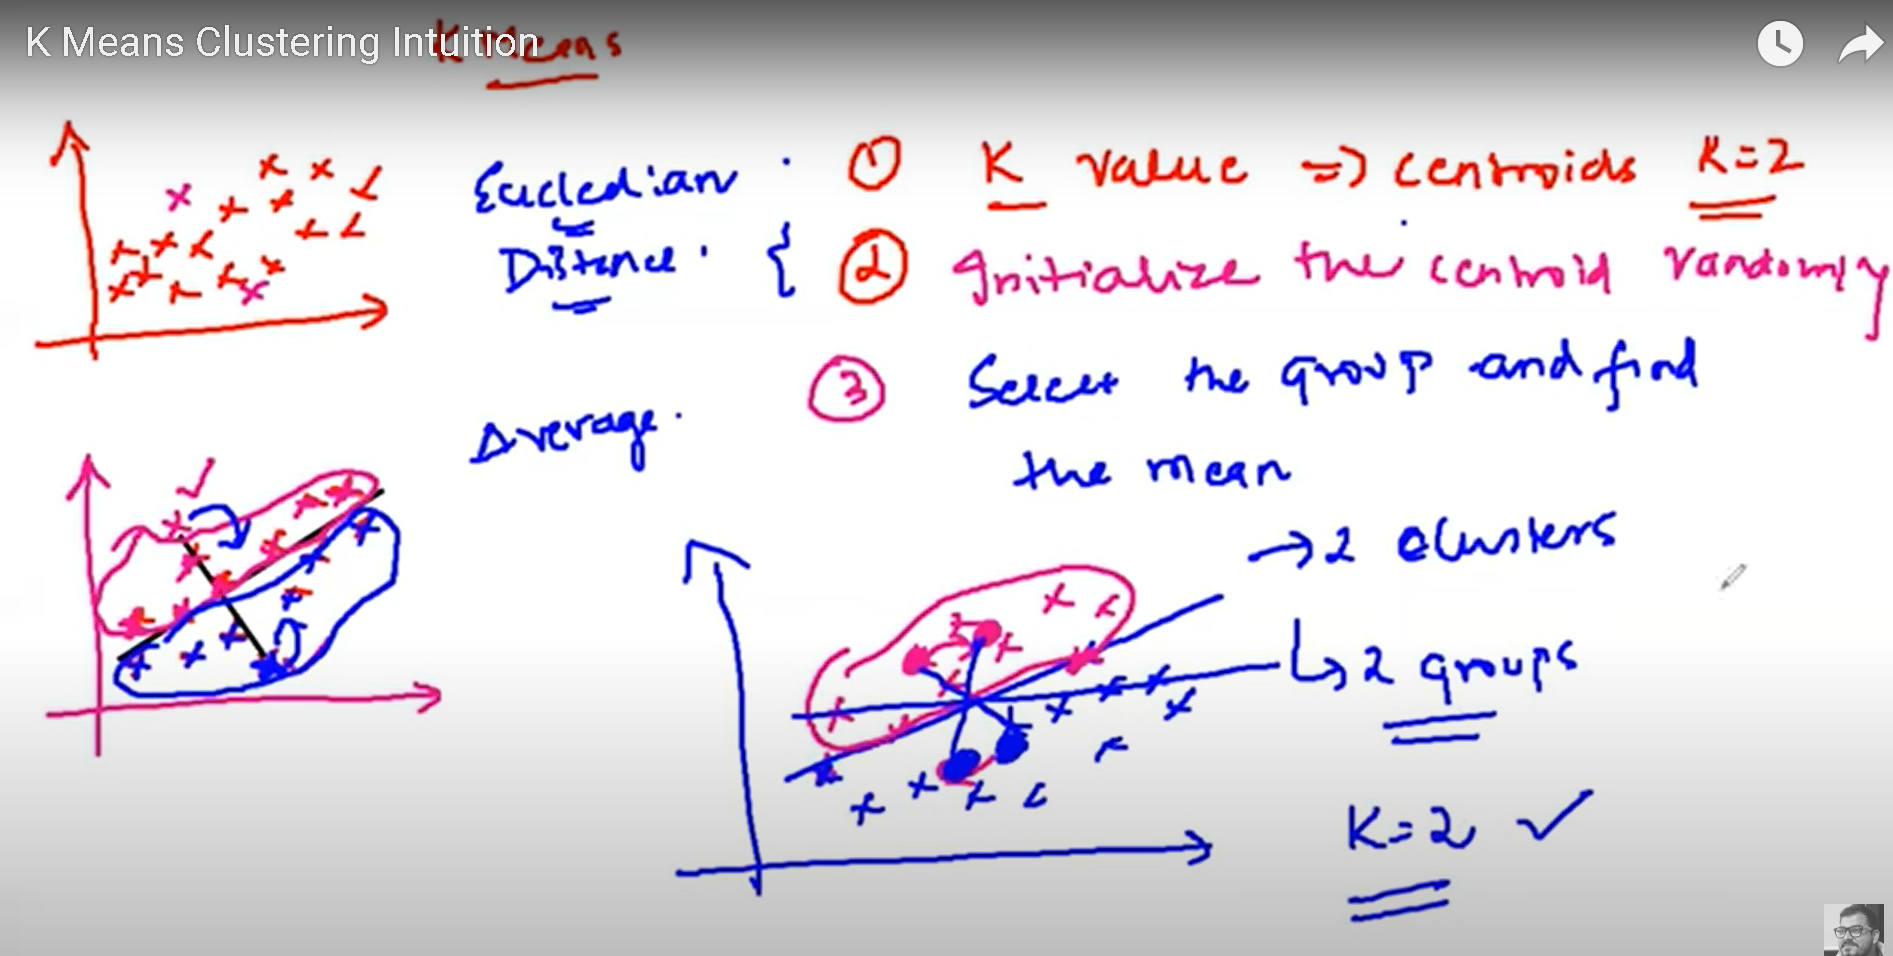 K Means Clustering Intuition
K Means
① K value => centroids K=2
Eucledian
Distance
② Initialize the centroid randomly
③ Select the group and find
the mean
Average.
→ 2 clusters
↳ 2 groups
K=2 ✓